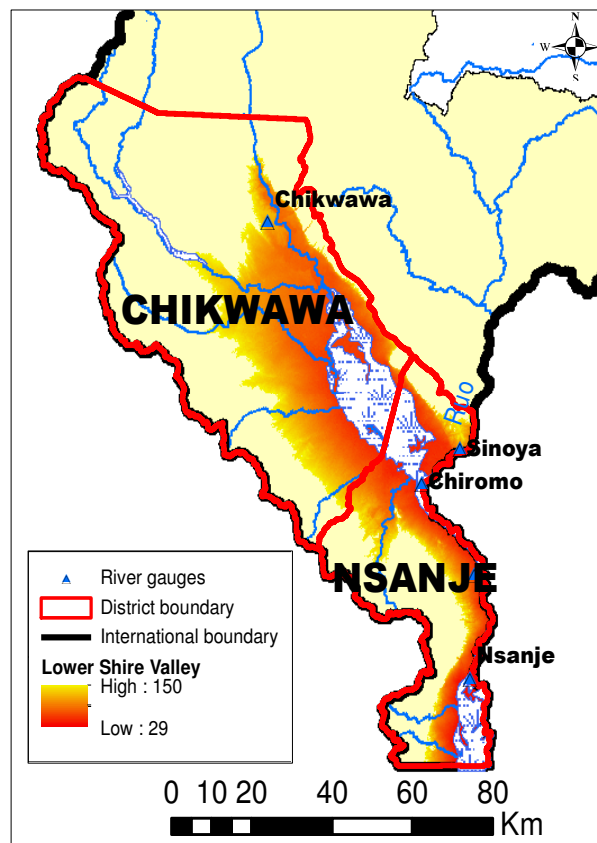 N
W E
S
Chikwawa
CHIKWAWA
Ruo
Sinoya
Chiromo
NSANJE
Nsanje
River gauges
District boundary
International boundary
Lower Shire Valley
High : 150
Low : 29
0 10 20 40 60 80
Km